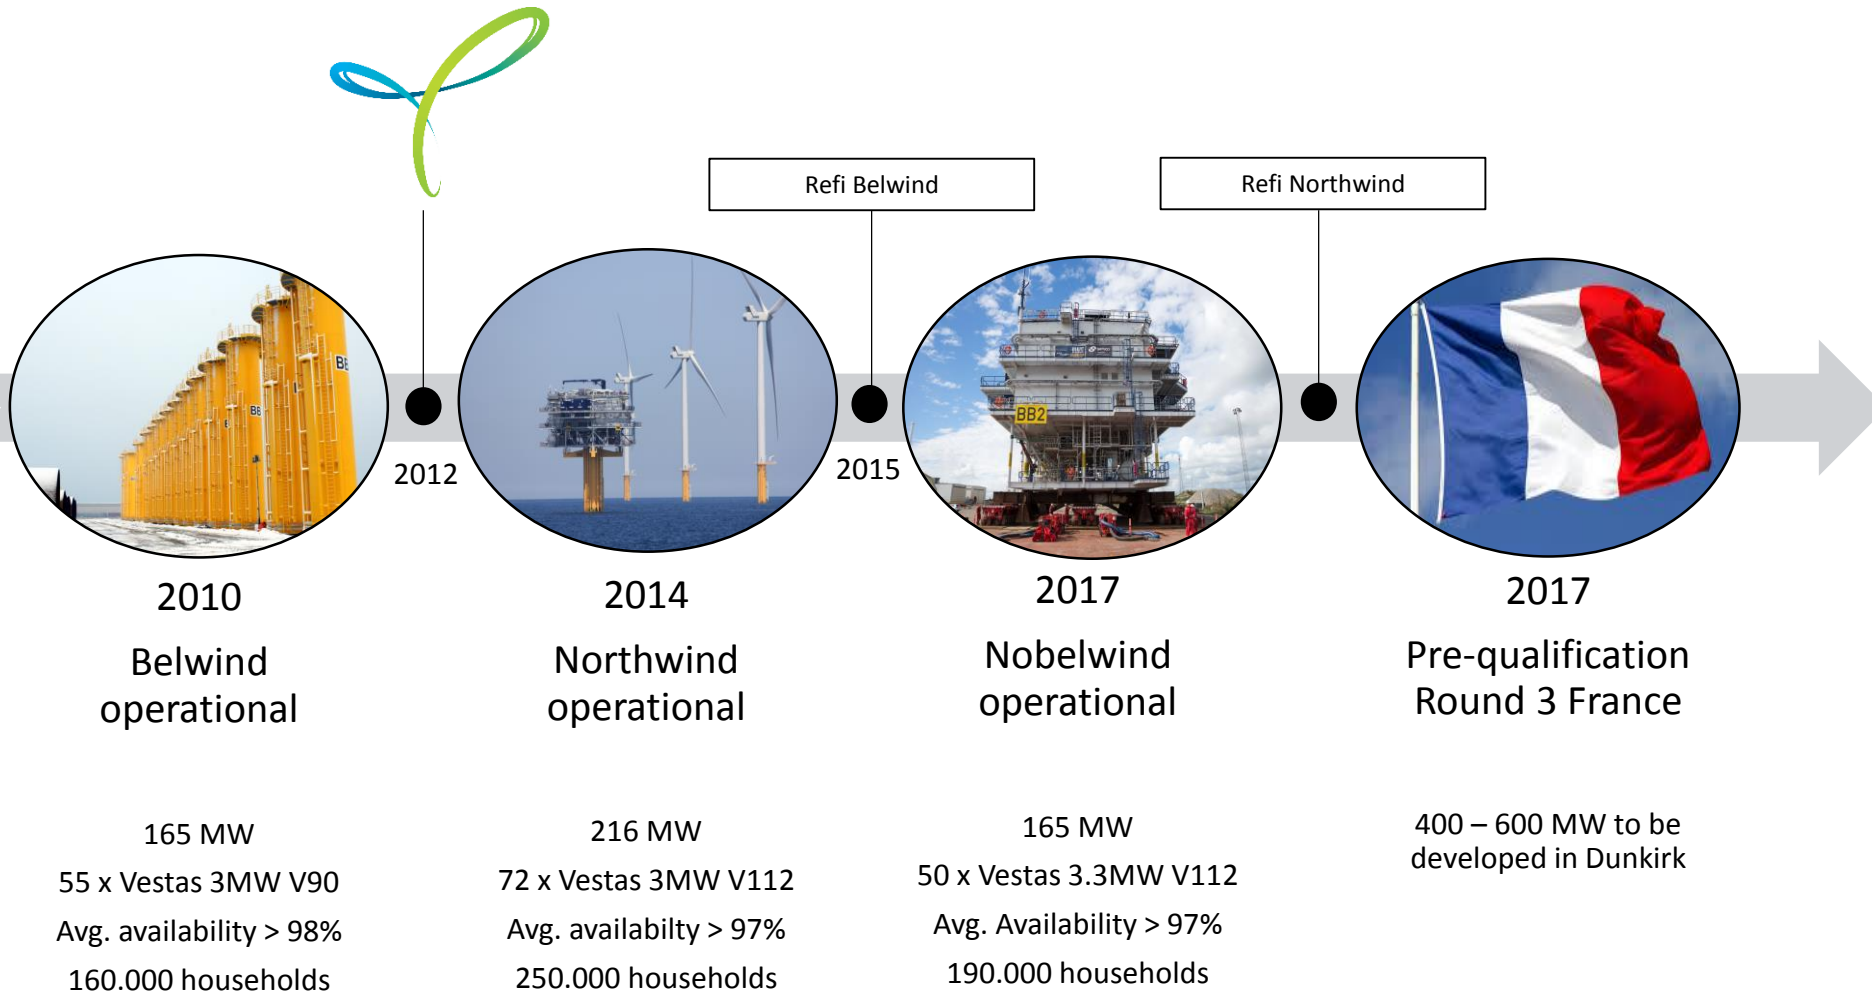 Refi Belwind
Refi Northwind
BB
BB
BB2
2012
2015
2010
Belwind
operational
165 MW
55 x Vestas 3MW V90
Avg. availability > 98%
160.000 households
2014
Northwind
operational
216 MW
72 x Vestas 3MW V112
Avg. availabilty > 97%
250.000 households
2017
Nobelwind
operational
165 MW
50 x Vestas 3.3MW V112
Avg. Availability > 97%
190.000 households
2017
Pre-qualification
Round 3 France
400 – 600 MW to be
developed in Dunkirk